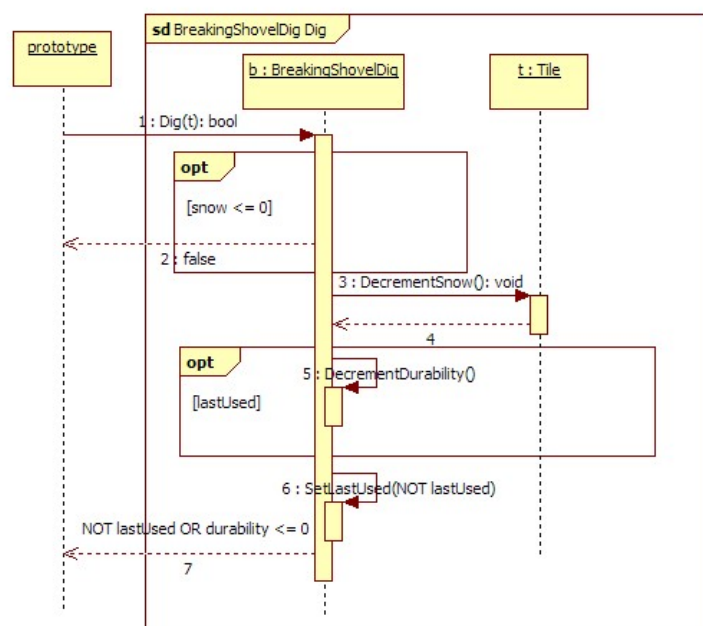 sd BreakingShovelDig Dig
prototype
b : BreakingShovelDig
t : Tile
1 : Dig(t): bool
opt
[snow <= 0]
2 : false
3 : DecrementSnow(): void
4
opt
5 : DecrementDurability()
[lastUsed]
6 : SetLastUsed(NOT lastUsed)
NOT lastUsed OR durability <= 0
7